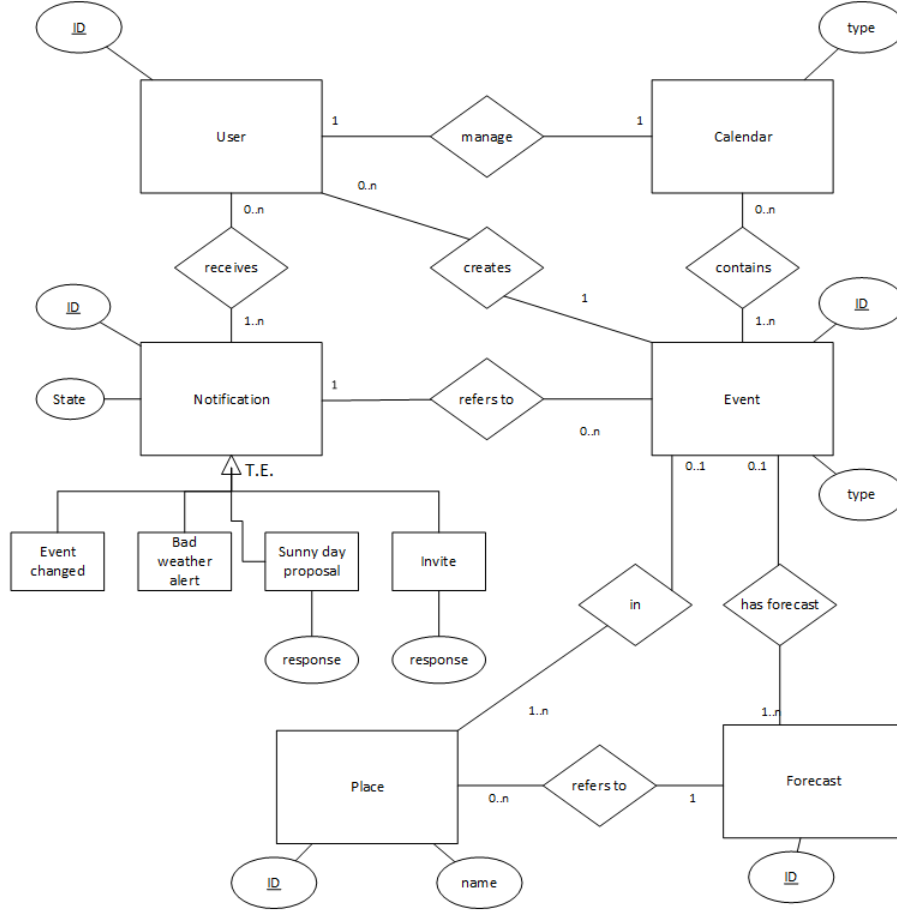 ID
type
User
1
manage
1
Calendar
0..n
0..n
0..n
receives
creates
contains
ID
1..n
1
1..n
ID
State
Notification
1
refers to
0..n
Event
T.E.
0..1
0..1
type
Event
changed
Bad
weather
alert
Sunny day
proposal
Invite
in
has forecast
response
response
1..n
1..n
Place
0..n
refers to
1
Forecast
ID
name
ID